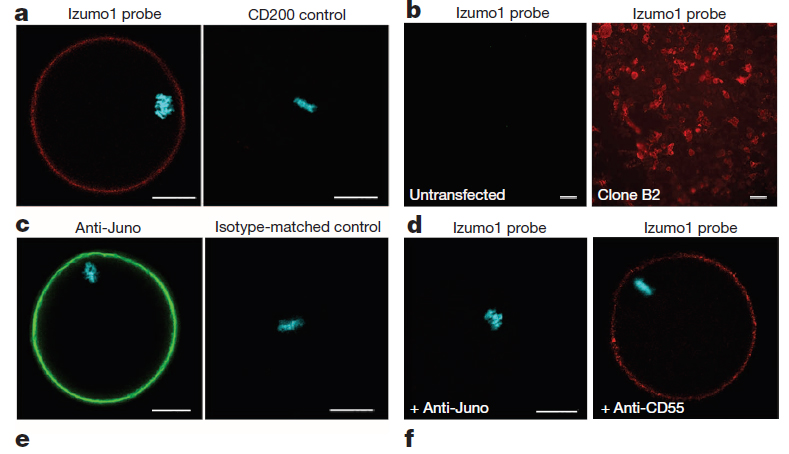 a
Izumo1 probe
CD200 control
b
Izumo1 probe
Izumo1 probe
Untransfected
Clone B2
c
Anti-Juno
Isotype-matched control
d
Izumo1 probe
Izumo1 probe
+ Anti-Juno
+ Anti-CD55
e
f